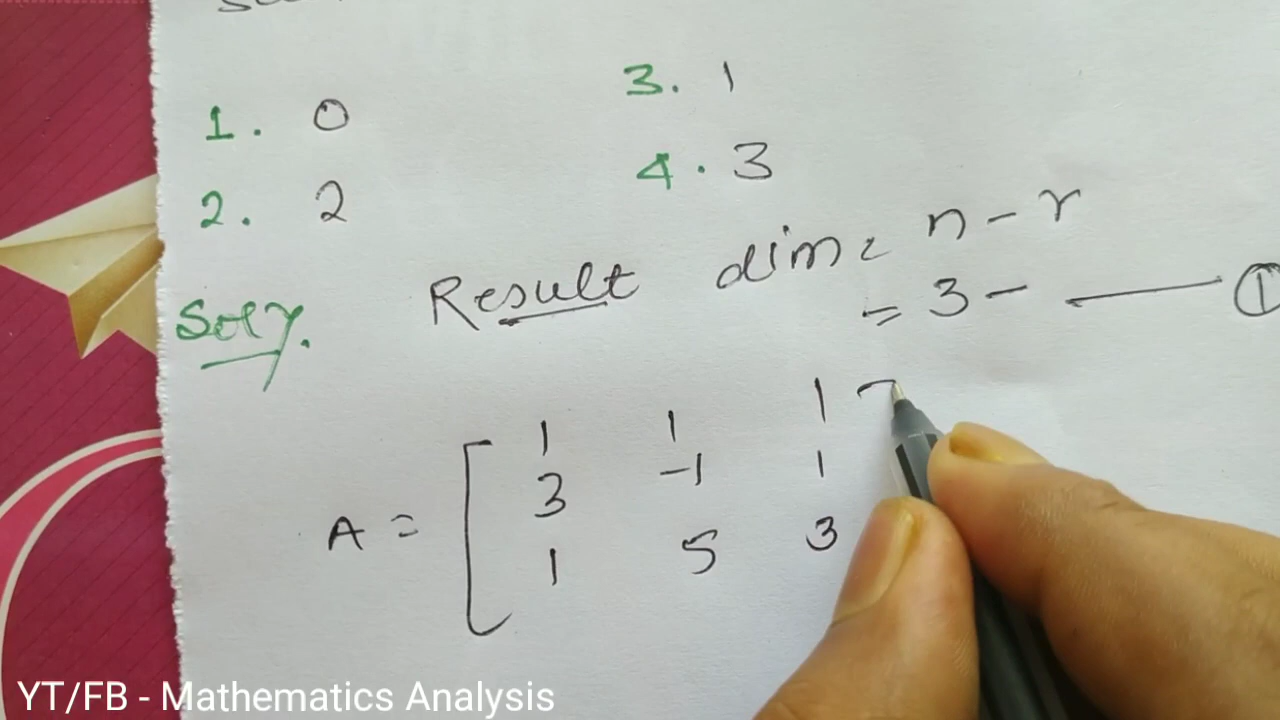 1. 0
3. 1
2. 2
4. 3
Result dim = n - r
= 3 - ——— ①
Soln.
A = [ 1 1 1
3 -1 1
1 5 3
YT/FB - Mathematics Analysis